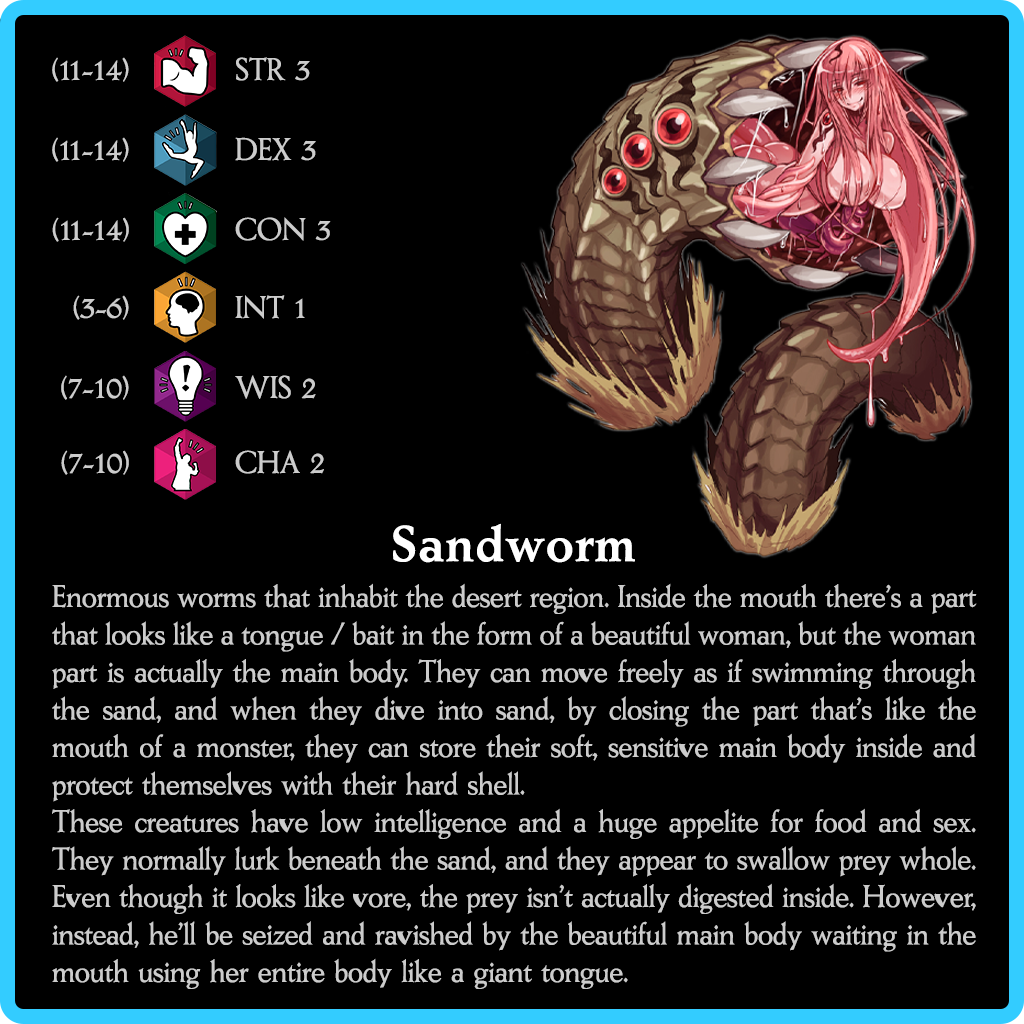 (11-14) STR 3
(11-14) DEX 3
(11-14) CON 3
(3-6) INT 1
(7-10) WIS 2
(7-10) CHA 2
Sandworm
Enormous worms that inhabit the desert region. Inside the mouth there's a part
that looks like a tongue / bait in the form of a beautiful woman, but the woman
part is actually the main body. They can move freely as if swimming through
the sand, and when they dive into sand, by closing the part that's like the
mouth of a monster, they can store their soft, sensitive main body inside and
protect themselves with their hard shell.
These creatures have low intelligence and a huge appelite for food and sex.
They normally lurk beneath the sand, and they appear to swallow prey whole.
Even though it looks like vore, the prey isn't actually digested inside. However,
instead, he'll be seized and ravished by the beautiful main body waiting in the
mouth using her entire body like a giant tongue.